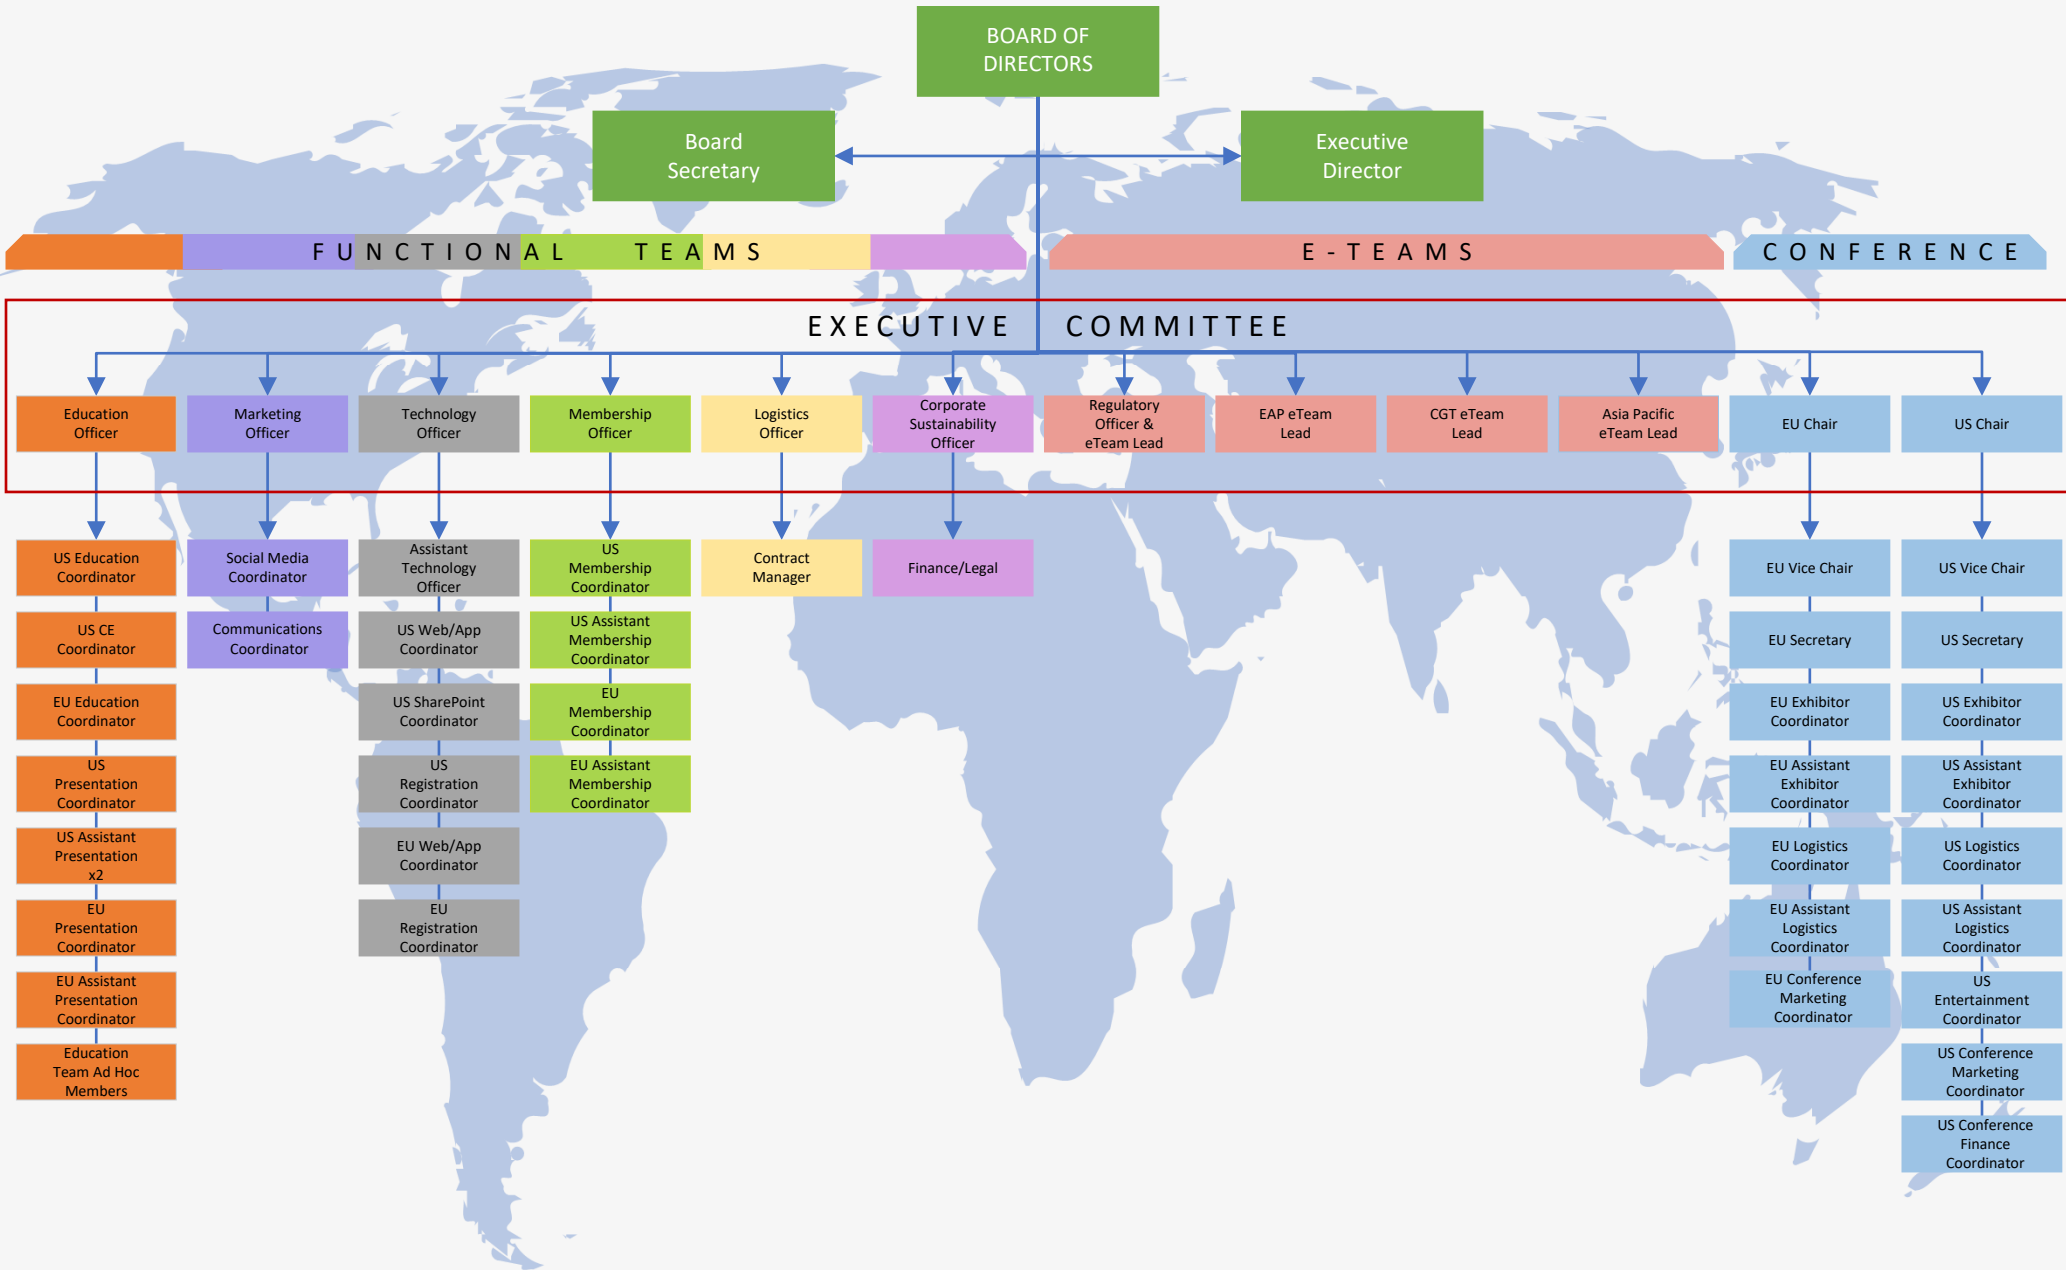 BOARD OF
DIRECTORS
Board
Secretary
Executive
Director
FUNCTIONAL TEAMS
E-TEAMS
CONFERENCE
EXECUTIVE COMMITTEE
Education
Officer
Marketing
Officer
Technology
Officer
Membership
Officer
Logistics
Officer
Corporate
Sustainability
Officer
Regulatory
Officer &
eTeam Lead
EAP eTeam
Lead
CGT eTeam
Lead
Asia Pacific
eTeam Lead
EU Chair
US Chair
US Education
Coordinator
US CE
Coordinator
EU Education
Coordinator
US
Presentation
Coordinator
US Assistant
Presentation
x2
EU
Presentation
Coordinator
EU Assistant
Presentation
Coordinator
Education
Team Ad Hoc
Members
Social Media
Coordinator
Communications
Coordinator
Assistant
Technology
Officer
US Web/App
Coordinator
US SharePoint
Coordinator
US
Registration
Coordinator
EU Web/App
Coordinator
EU
Registration
Coordinator
US
Membership
Coordinator
US Assistant
Membership
Coordinator
EU
Membership
Coordinator
EU Assistant
Membership
Coordinator
Contract
Manager
Finance/Legal
EU Vice Chair
EU Secretary
EU Exhibitor
Coordinator
EU Assistant
Exhibitor
Coordinator
EU Logistics
Coordinator
EU Assistant
Logistics
Coordinator
EU Conference
Marketing
Coordinator
US Vice Chair
US Secretary
US Exhibitor
Coordinator
US Assistant
Exhibitor
Coordinator
US Logistics
Coordinator
US Assistant
Logistics
Coordinator
US
Entertainment
Coordinator
US Conference
Marketing
Coordinator
US Conference
Finance
Coordinator